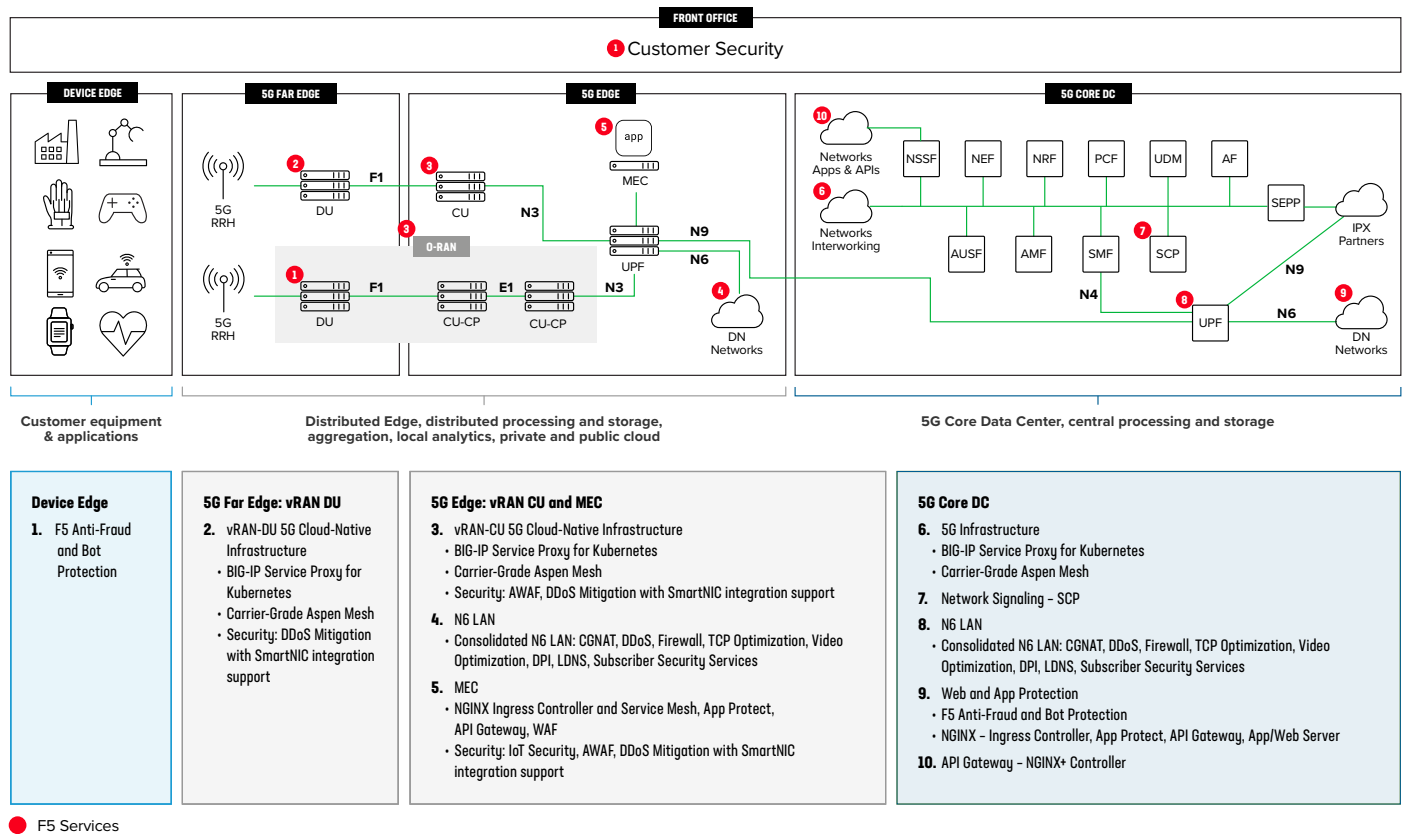 FRONT OFFICE
1 Customer Security
DEVICE EDGE
5G FAR EDGE
5G EDGE
5G CORE DC
5G
RRH
2
DU
F1
3
CU
N3
5
app
MEC
UPF
N9
N6
3
O-RAN
5G
RRH
1
DU
F1
CU-CP
E1
CU-CP
N3
4
DN
Networks
10
Networks
Apps & APIs
NSSF
NEF
NRF
PCF
UDM
AF
6
Networks
Interworking
SEPP
IPX
Partners
AUSF
AMF
SMF
7
SCP
N4
N9
8
UPF
N6
9
DN
Networks
Customer equipment
& applications
Distributed Edge, distributed processing and storage,
aggregation, local analytics, private and public cloud
5G Core Data Center, central processing and storage
Device Edge
1. F5 Anti-Fraud
and Bot
Protection
5G Far Edge: vRAN DU
2. vRAN-DU 5G Cloud-Native
Infrastructure
• BIG-IP Service Proxy for
Kubernetes
• Carrier-Grade Aspen Mesh
• Security: DDoS Mitigation
with SmartNIC integration
support
5G Edge: vRAN CU and MEC
3. vRAN-CU 5G Cloud-Native Infrastructure
• BIG-IP Service Proxy for Kubernetes
• Carrier-Grade Aspen Mesh
• Security: AWAF, DDoS Mitigation with SmartNIC integration support
4. N6 LAN
• Consolidated N6 LAN: CGNAT, DDoS, Firewall, TCP Optimization, Video
Optimization, DPI, LDNS, Subscriber Security Services
5. MEC
• NGINX Ingress Controller and Service Mesh, App Protect,
API Gateway, WAF
• Security: IoT Security, AWAF, DDoS Mitigation with SmartNIC
integration support
5G Core DC
6. 5G Infrastructure
• BIG-IP Service Proxy for Kubernetes
• Carrier-Grade Aspen Mesh
7. Network Signaling – SCP
8. N6 LAN
• Consolidated N6 LAN: CGNAT, DDoS, Firewall, TCP Optimization, Video
Optimization, DPI, LDNS, Subscriber Security Services
9. Web and App Protection
• F5 Anti-Fraud and Bot Protection
• NGINX – Ingress Controller, App Protect, API Gateway, App/Web Server
10. API Gateway – NGINX+ Controller
F5 Services